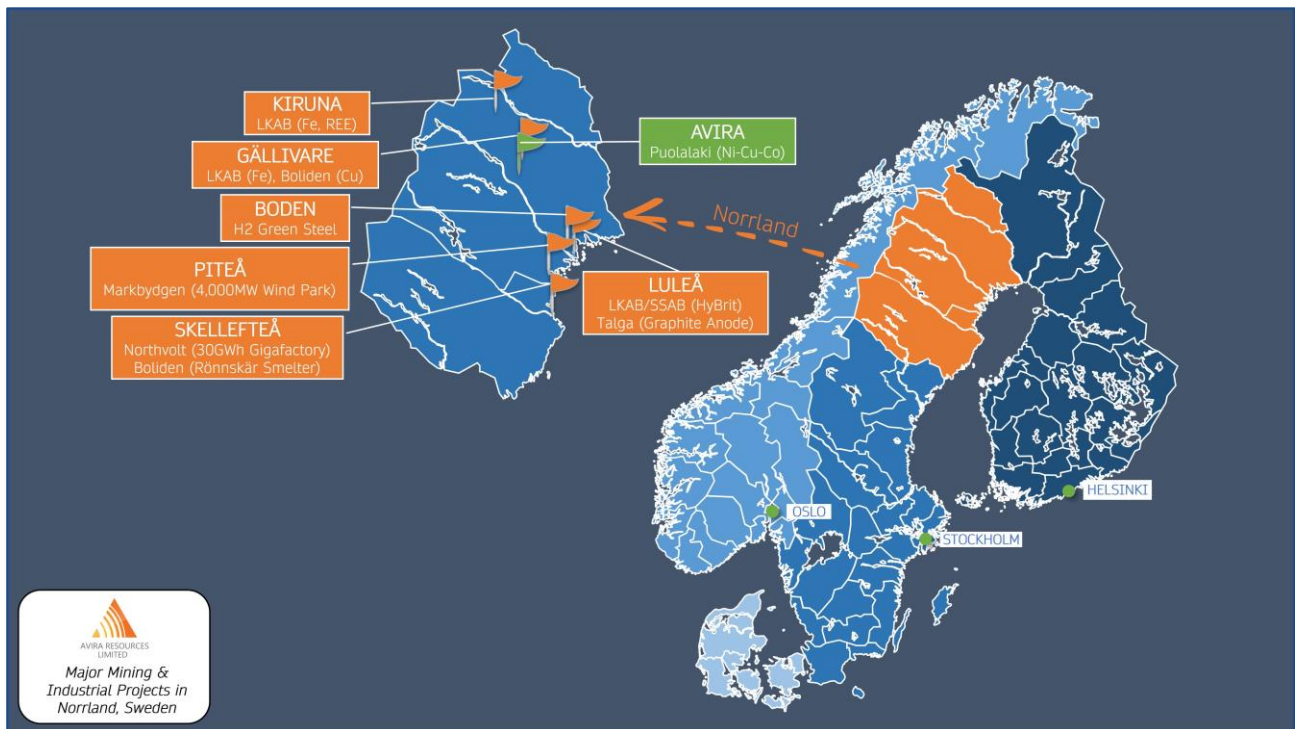 KIRUNA
LKAB (Fe, REE)
GÄLLIVARE
LKAB (Fe), Boliden (Cu)
BODEN
H2 Green Steel
PITEÅ
Markbydgen (4,000MW Wind Park)
SKELLEFTEÅ
Northvolt (30GWh Gigafactory)
Boliden (Rönnskär Smelter)
AVIRA
Puolalaki (Ni-Cu-Co)
LULEÅ
LKAB/SSAB (HyBrit)
Talga (Graphite Anode)
Norrland
OSLO
HELSINKI
STOCKHOLM
AVIRA RESOURCES
LIMITED
Major Mining &
Industrial Projects in
Norrland, Sweden